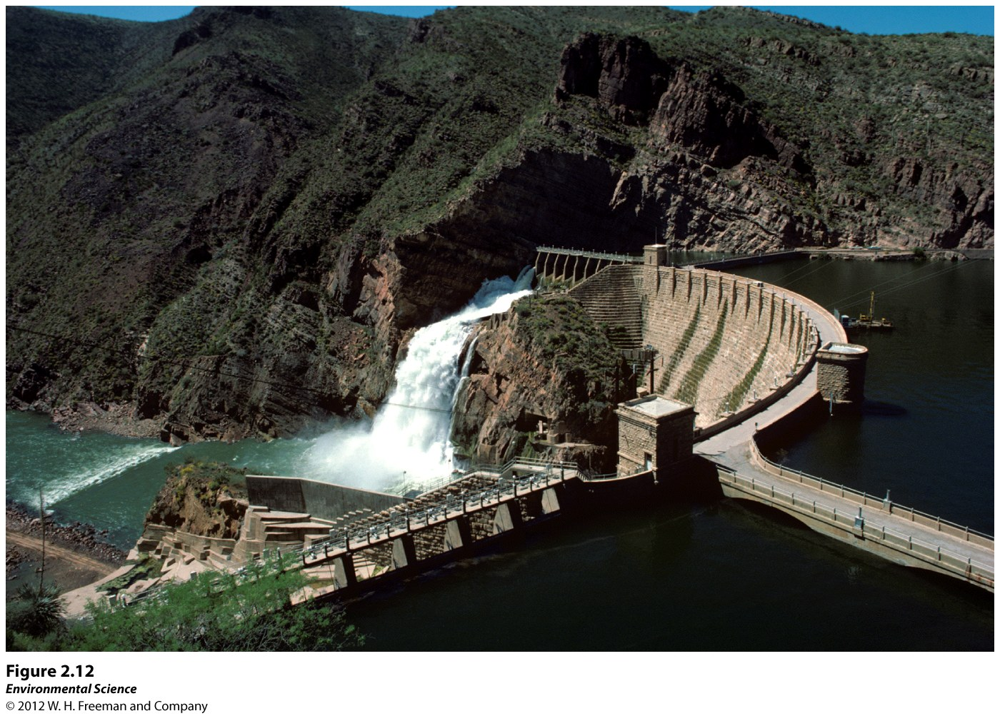 Figure 2.12
Environmental Science
© 2012 W. H. Freeman and Company